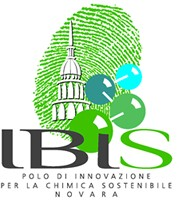 IBIS
POLO DI INNOVAZIONE
PER LA CHIMICA SOSTENIBILE
NOVARA